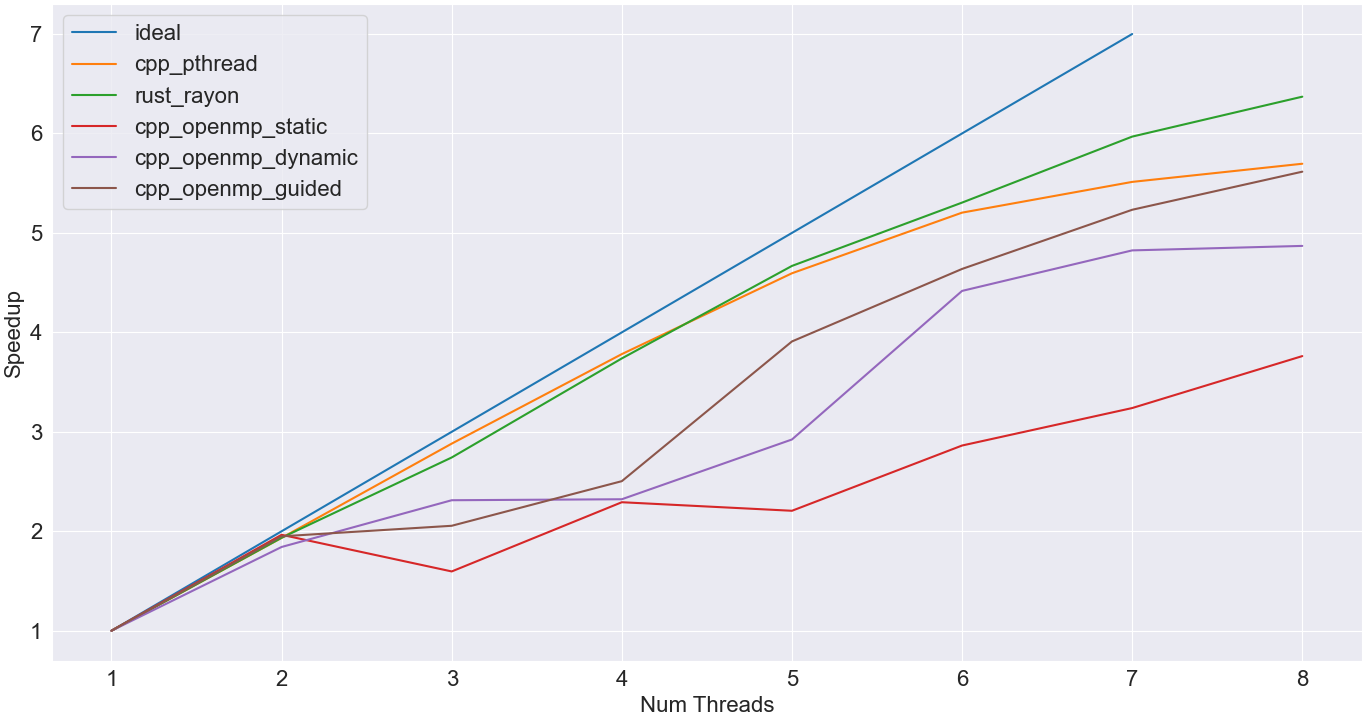 ideal
cpp_pthread
rust_rayon
cpp_openmp_static
cpp_openmp_dynamic
cpp_openmp_guided
7
6
5
4
3
2
1
Speedup
1 2 3 4 5 6 7 8
Num Threads